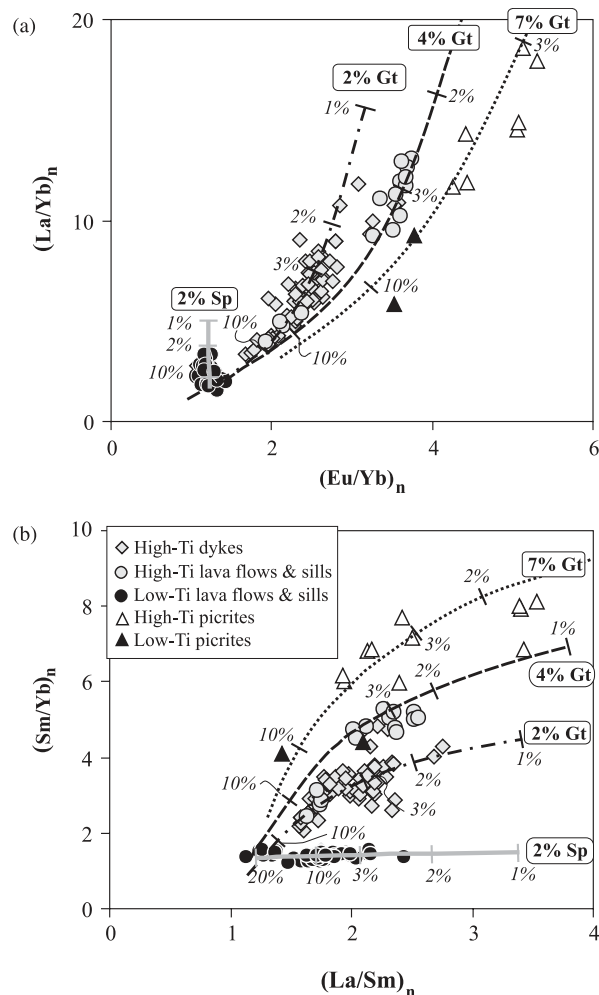 (a)
20
10
0
(La/Yb)n
7% Gt
4% Gt
2% Gt
3%
1%
2%
2%
3%
3%
2% Sp
1%
2%
10%
10%
10%
10%
0
2
4
6
(Eu/Yb)n
(b)
10
8
6
4
2
0
(Sm/Yb)n
High-Ti dykes
High-Ti lava flows & sills
Low-Ti lava flows & sills
High-Ti picrites
Low-Ti picrites
7% Gt
2%
3%
1%
4% Gt
2%
3%
10%
2% Gt
10%
2%
1%
3%
10%
2% Sp
20%
10%
3%
2%
1%
0
1
2
3
4
(La/Sm)n